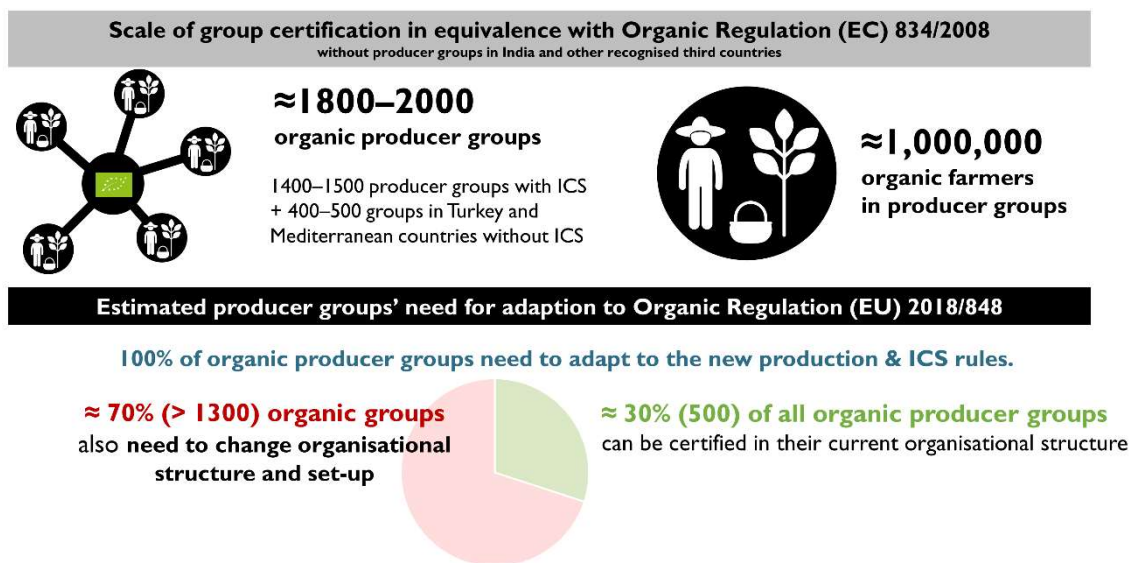 Scale of group certification in equivalence with Organic Regulation (EC) 834/2008
without producer groups in India and other recognised third countries
≈1800–2000
organic producer groups
1400–1500 producer groups with ICS
+ 400–500 groups in Turkey and
Mediterranean countries without ICS
≈1,000,000
organic farmers
in producer groups
Estimated producer groups’ need for adaption to Organic Regulation (EU) 2018/848
100% of organic producer groups need to adapt to the new production & ICS rules.
≈ 70% (> 1300) organic groups
also need to change organisational
structure and set-up
≈ 30% (500) of all organic producer groups
can be certified in their current organisational structure